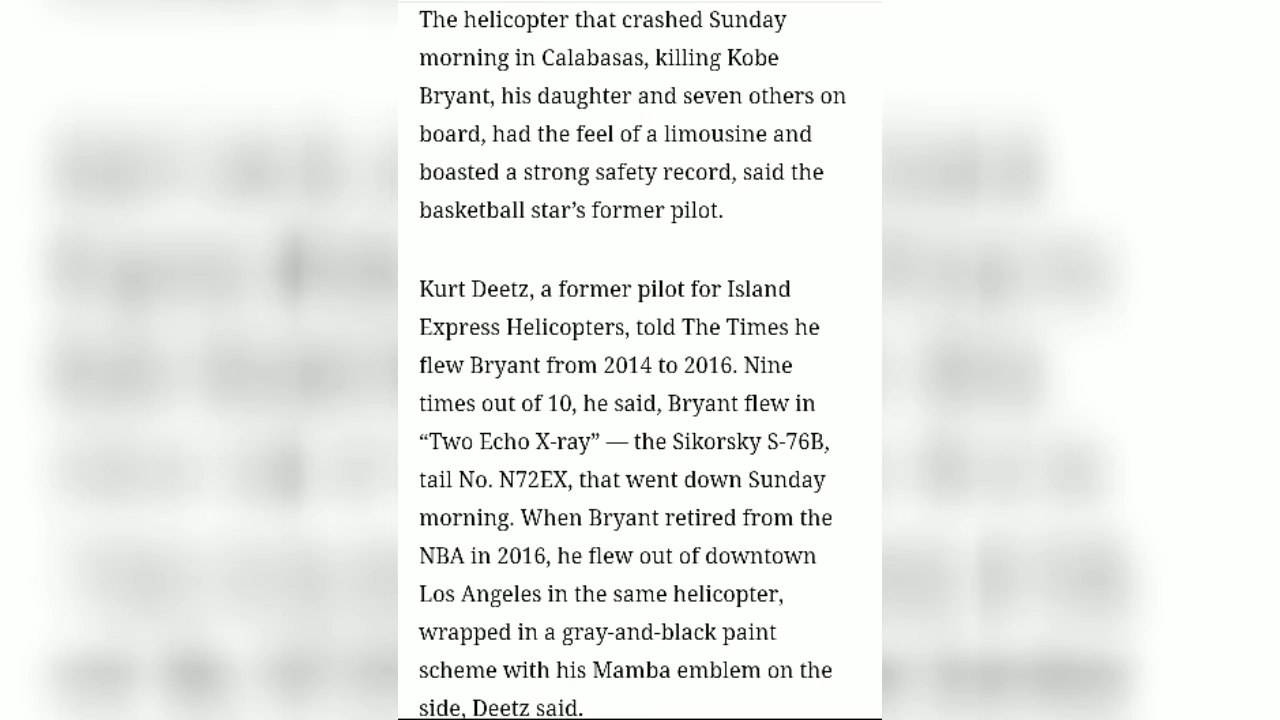 The helicopter that crashed Sunday
morning in Calabasas, killing Kobe
Bryant, his daughter and seven others on
board, had the feel of a limousine and
boasted a strong safety record, said the
basketball star’s former pilot.
Kurt Deetz, a former pilot for Island
Express Helicopters, told The Times he
flew Bryant from 2014 to 2016. Nine
times out of 10, he said, Bryant flew in
“Two Echo X-ray” — the Sikorsky S-76B,
tail No. N72EX, that went down Sunday
morning. When Bryant retired from the
NBA in 2016, he flew out of downtown
Los Angeles in the same helicopter,
wrapped in a gray-and-black paint
scheme with his Mamba emblem on the
side, Deetz said.